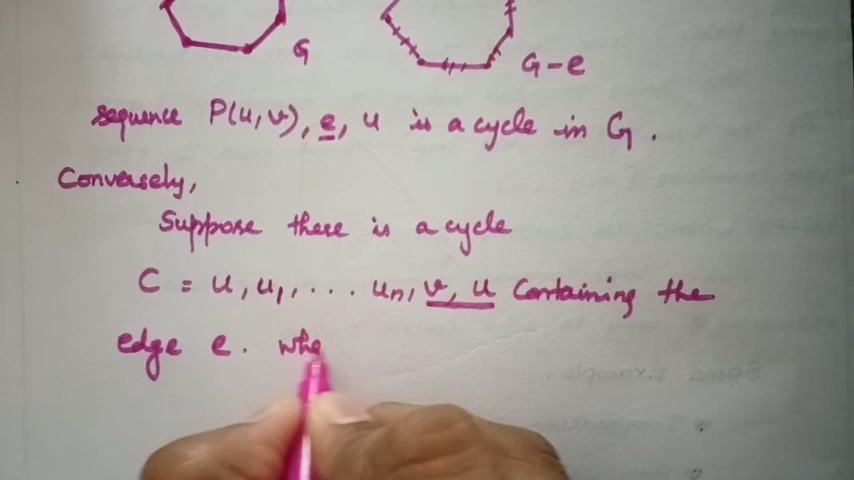 G G-e
sequence P(u,v), e, u is a cycle in G.
Conversely,
Suppose there is a cycle
C = u, u₁, .... uₙ, v, u Containing the
edge e. whe